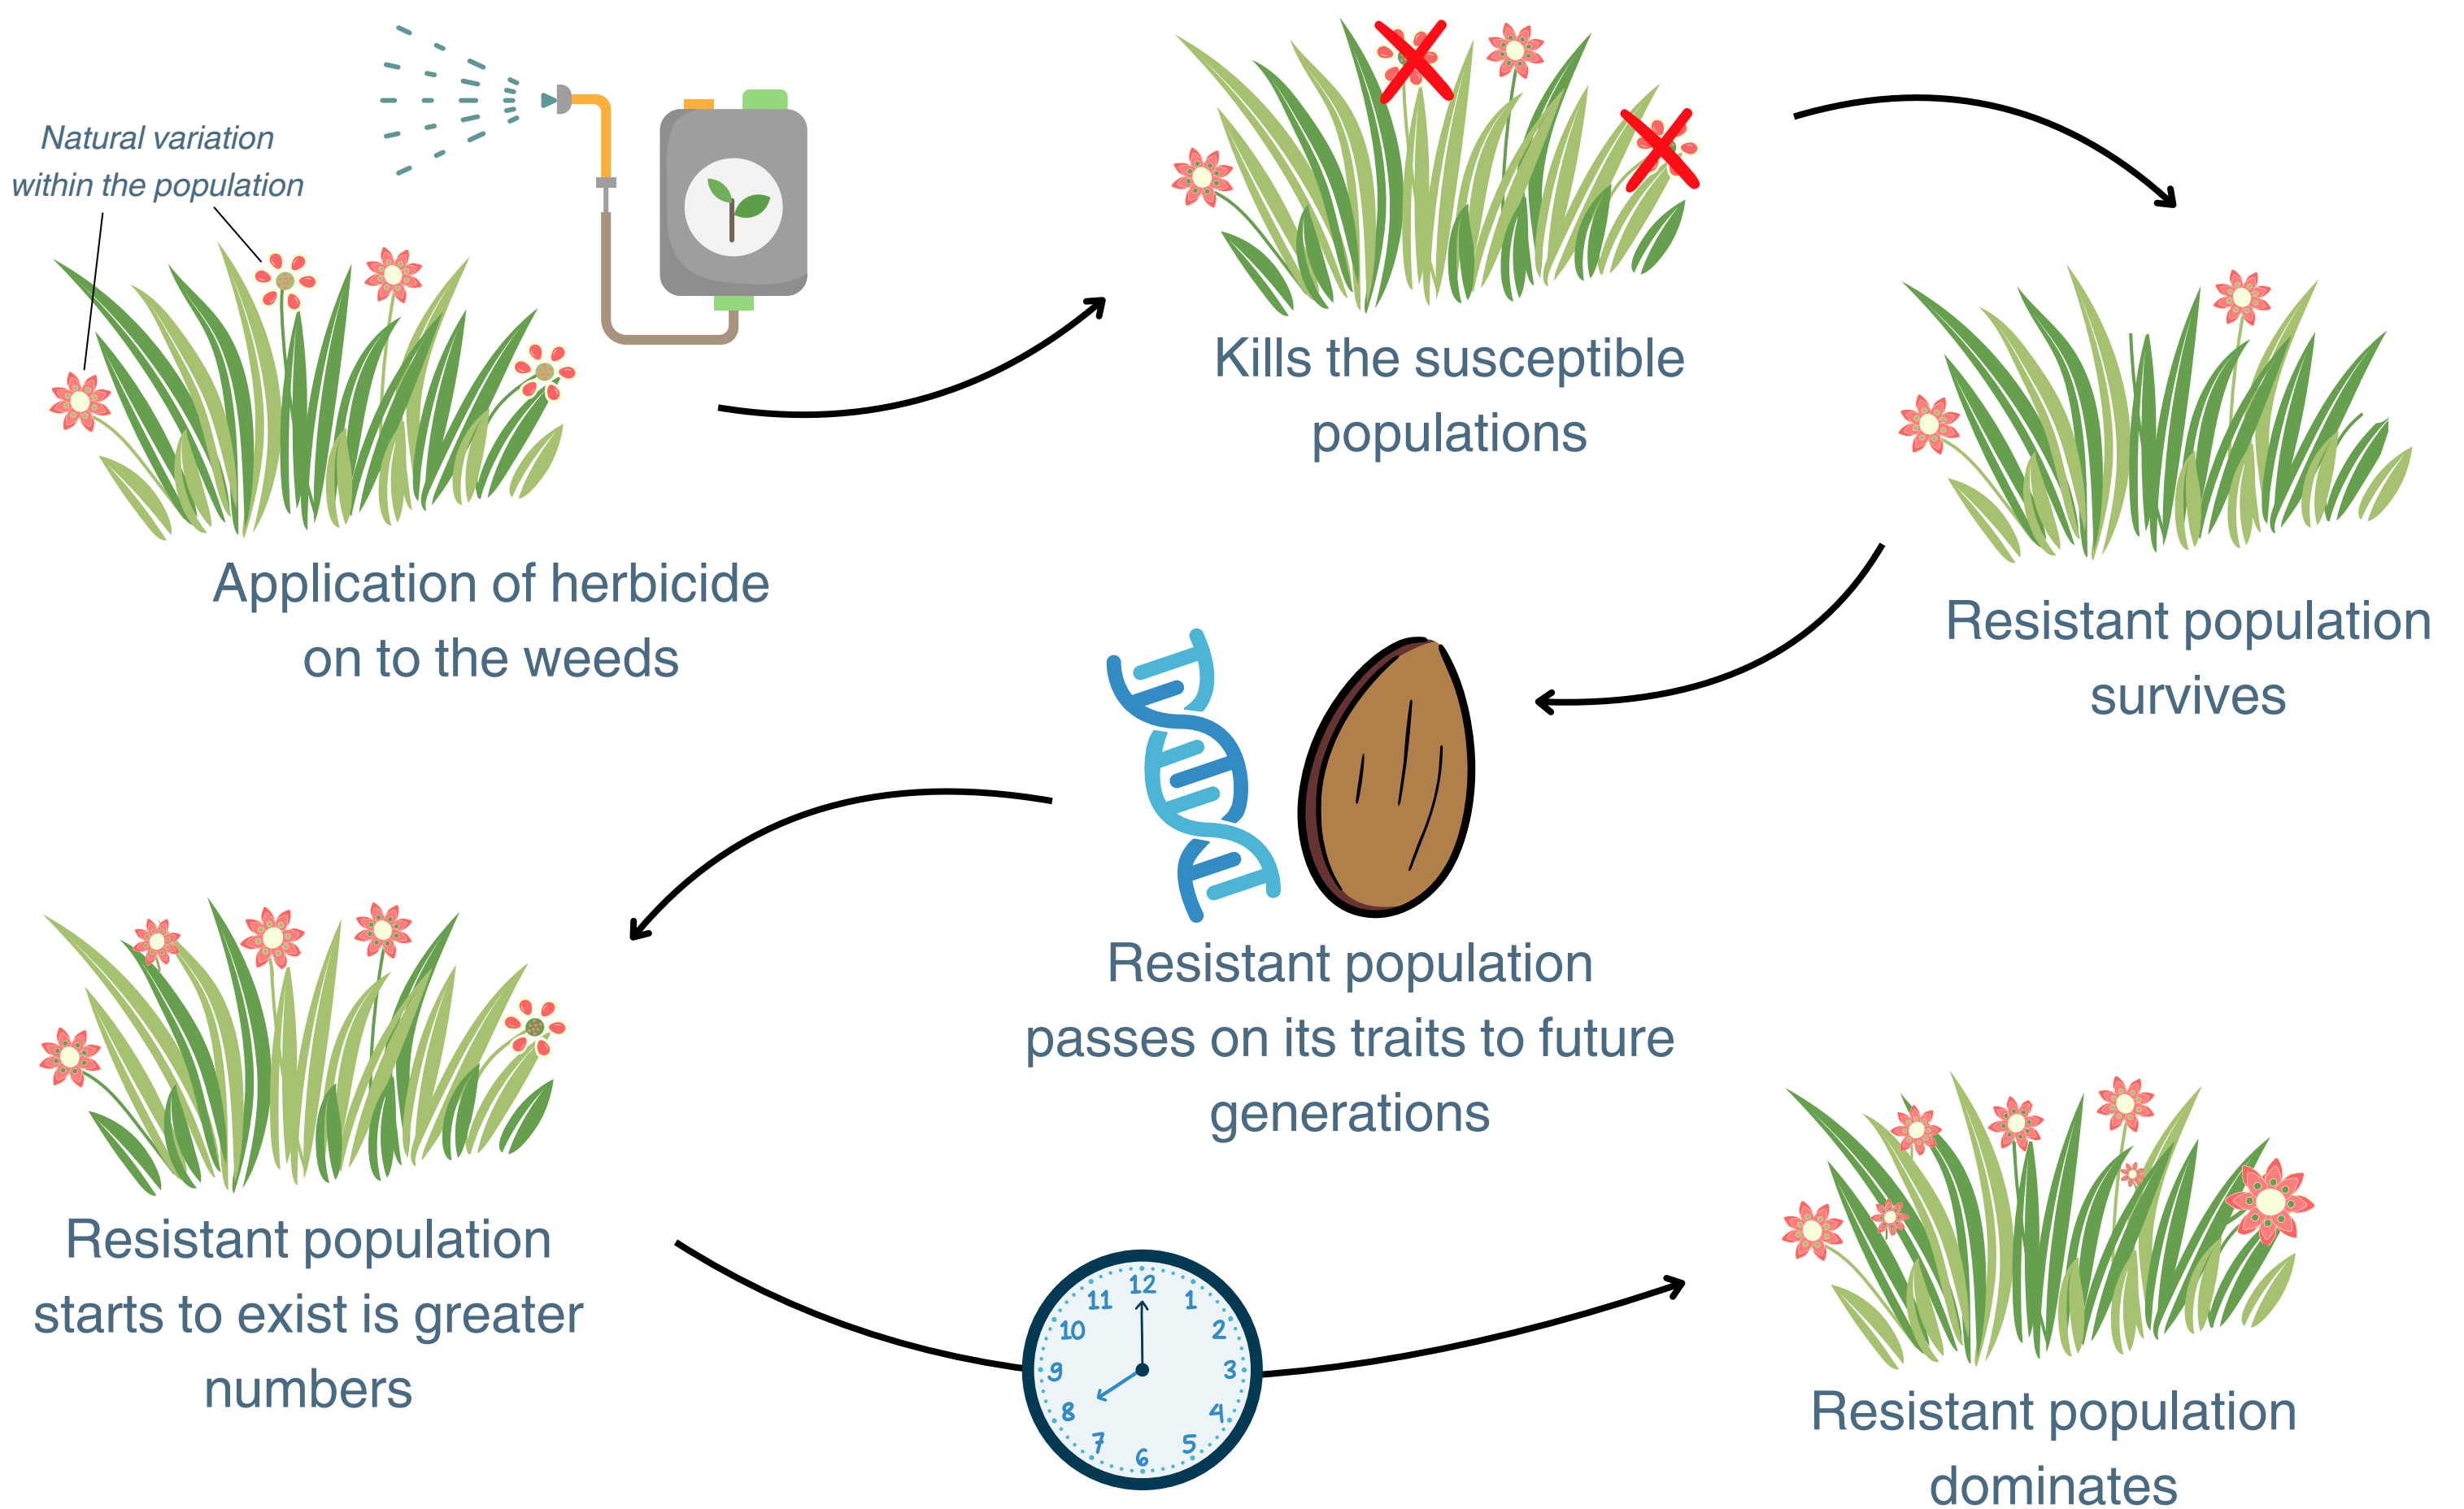 Natural variation
within the population
Application of herbicide
on to the weeds
Kills the susceptible
populations
Resistant population
survives
Resistant population
passes on its traits to future
generations
Resistant population
starts to exist is greater
numbers
12
1
2
3
4
5
6
7
8
9
10
11
Resistant population
dominates